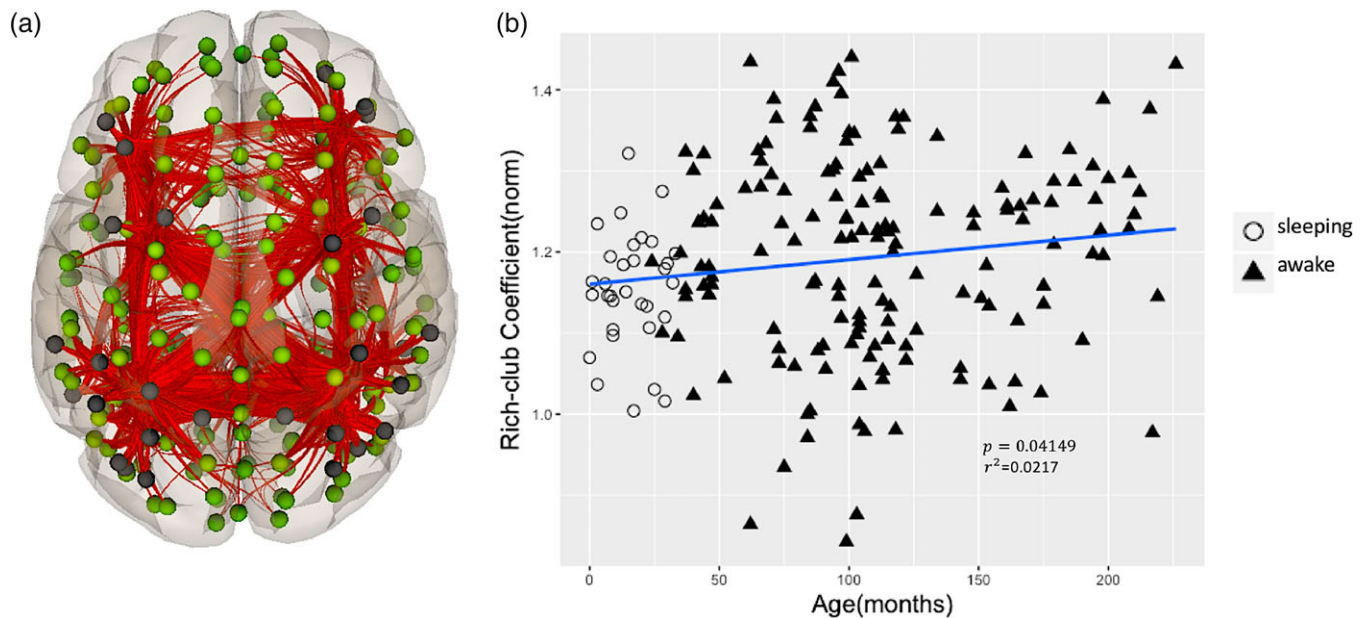 (a)
(b)
Rich-club Coefficient(norm)
1.4
1.2
1.0
p = 0.04149
r²=0.0217
0
50
100
150
200
Age(months)
sleeping
awake